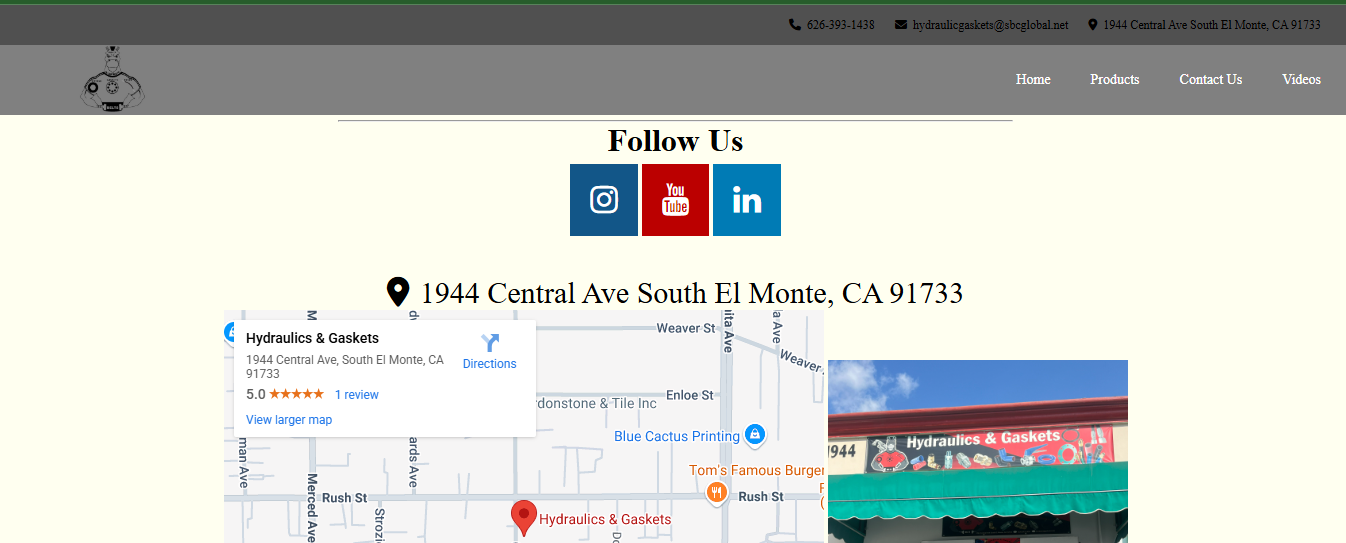 626-393-1438 hydraulicgaskets@sbcglobal.net 1944 Central Ave South El Monte, CA 91733
Home Products Contact Us Videos
Follow Us
You
Tube
in
1944 Central Ave South El Monte, CA 91733
Hydraulics & Gaskets
1944 Central Ave, South El Monte, CA
91733
5.0 1 review
Directions
View larger map
Weaver St
Weaver
Enloe St
rdonstone & Tile Inc
Blue Cactus Printing
Tom's Famous Burger
Rush St
Rush St
Merced Ave
Hydraulics & Gaskets
man Ave
ards Ave
Strozi
ita Ave
la Ave
1944
Hydraulics & Gaskets